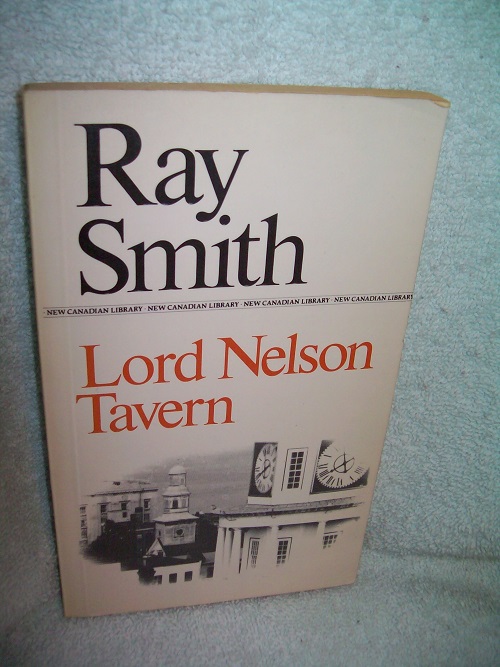 Ray
Smith
· NEW CANADIAN LIBRARY · NEW CANADIAN LIBRARY · NEW CANADIAN LIBRARY · NEW CANADIAN LIBRARY
Lord Nelson
Tavern